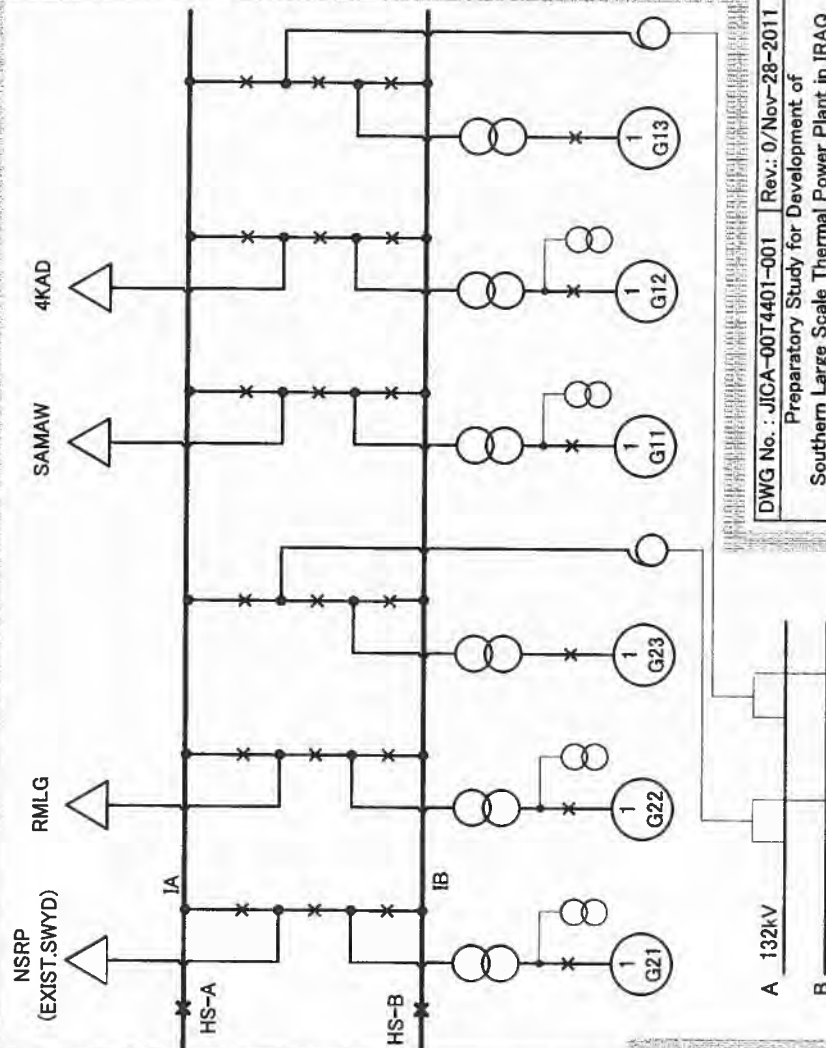 NSRP
(EXIST.SWYD)
RMLG
SAMAW
4KAD
IA
HS-A
IB
HS-B
1
G21
1
G22
1
G23
1
G11
1
G12
1
G13
A 132kV
B
DWG No. : JICA-00T4401-001 Rev.: 0/Nov-28-2011
Preparatory Study for Development of
Southern Large Scale Thermal Power Plant in IRAQ